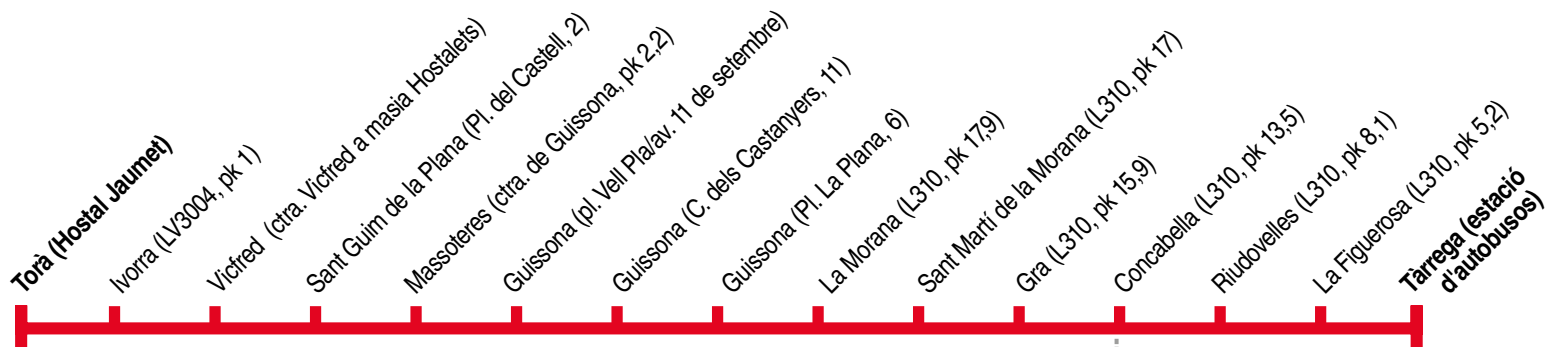 Torà (Hostal Jaumet)
Ivorra (LV3004, pk 1)
Vicfred (ctra. Vicfred a masia Hostalets)
Sant Guim de la Plana (Pl. del Castell, 2)
Massoteres (ctra. de Guissona, pk 2,2)
Guissona (pl. Vell Pla/av. 11 de setembre)
Guissona (C. dels Castanyers, 11)
Guissona (Pl. La Plana, 6)
La Morana (L310, pk 17,9)
Sant Martí de la Morana (L310, pk 17)
Gra (L310, pk 15,9)
Concabella (L310, pk 13,5)
Riudovelles (L310, pk 8,1)
La Figuerosa (L310, pk 5,2)
Tàrrega (estació
d'autobusos)